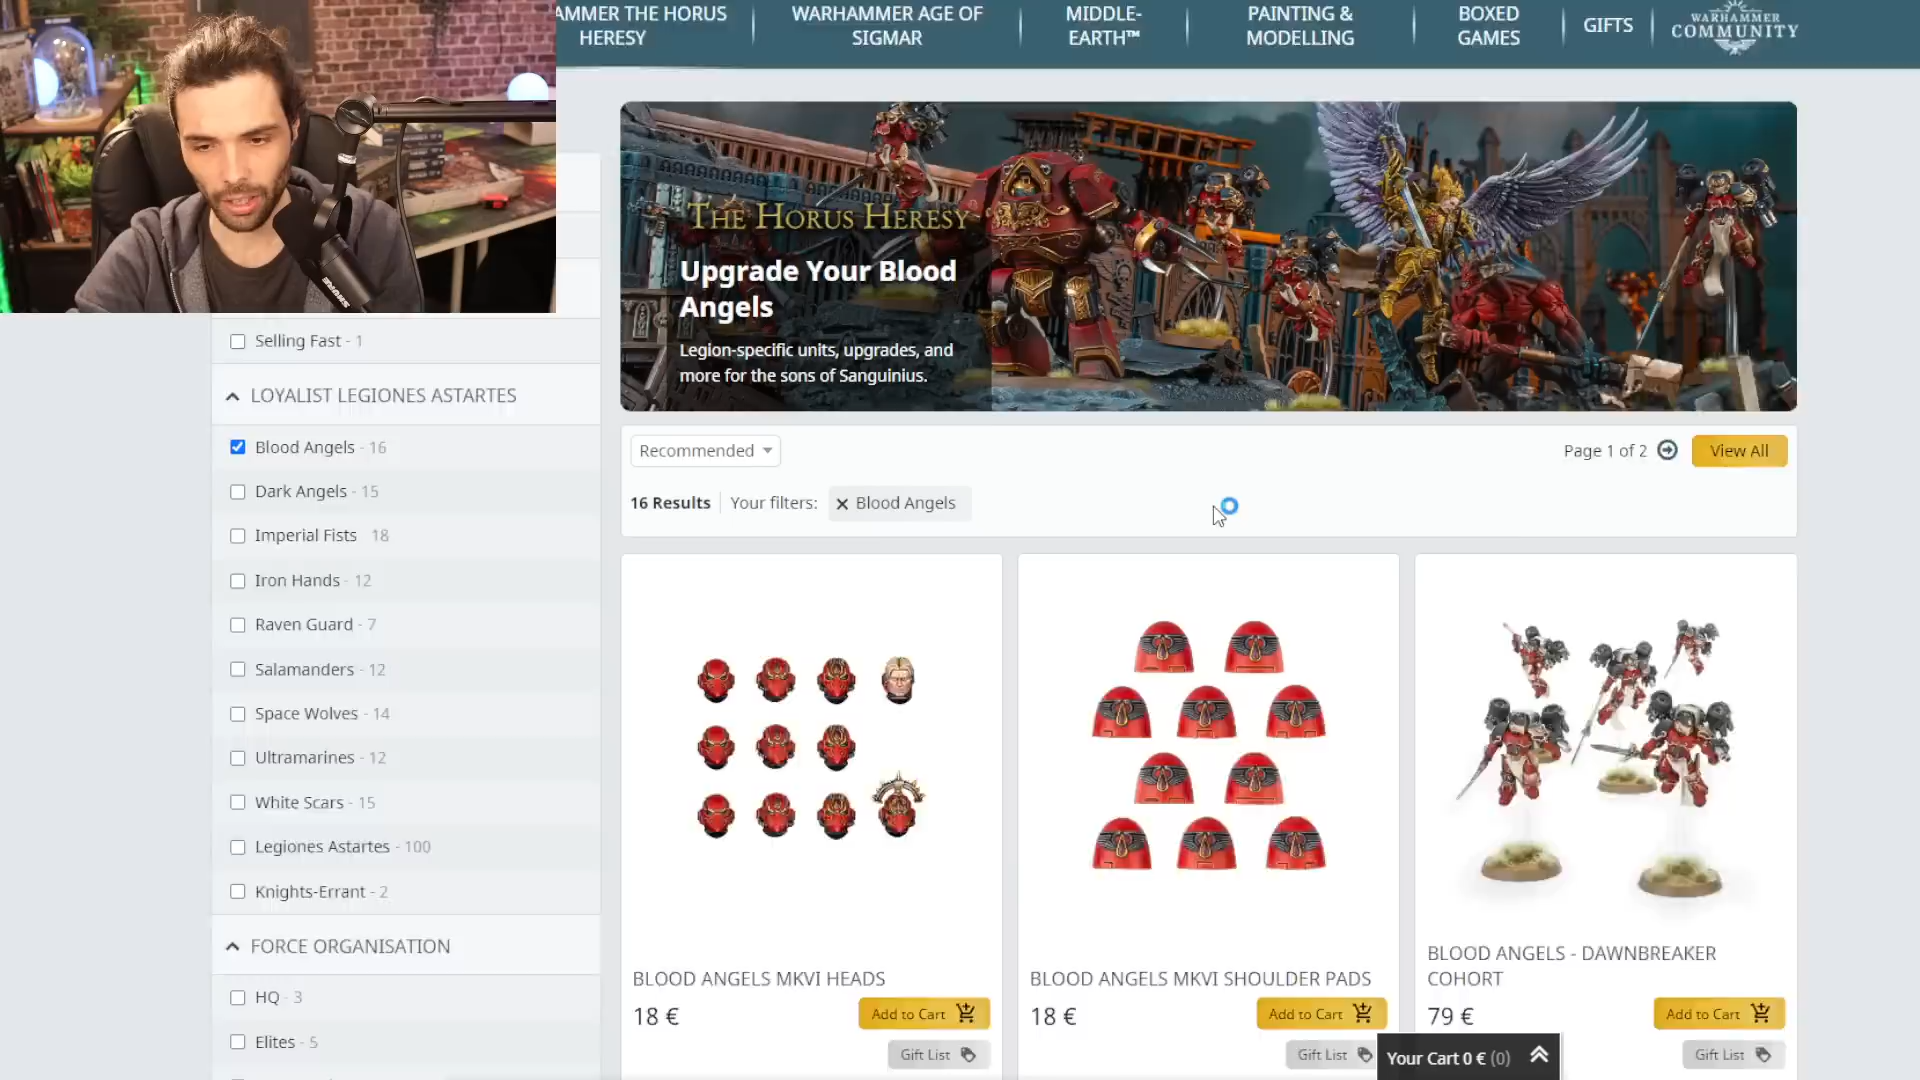 AMMER THE HORUS
HERESY
WARHAMMER AGE OF
SIGMAR
MIDDLE-
EARTH™
PAINTING &
MODELLING
BOXED
GAMES
GIFTS
WARHAMMER
COMMUNITY
THE HORUS HERESY
Upgrade Your Blood
Angels
Legion-specific units, upgrades, and
more for the sons of Sanguinius.
Selling Fast - 1
LOYALIST LEGIONES ASTARTES
Blood Angels - 16
Dark Angels - 15
Imperial Fists 18
Iron Hands - 12
Raven Guard - 7
Salamanders - 12
Space Wolves - 14
Ultramarines - 12
White Scars - 15
Legiones Astartes - 100
Knights-Errant - 2
FORCE ORGANISATION
HQ - 3
Elites - 5
Recommended
Page 1 of 2
View All
16 Results
Your filters:
Blood Angels
BLOOD ANGELS MKVI HEADS
18 €
Add to Cart
Gift List
BLOOD ANGELS MKVI SHOULDER PADS
18 €
Add to Cart
Gift List
BLOOD ANGELS - DAWNBREAKER
COHORT
79 €
Add to Cart
Gift List
Your Cart 0 € (0)